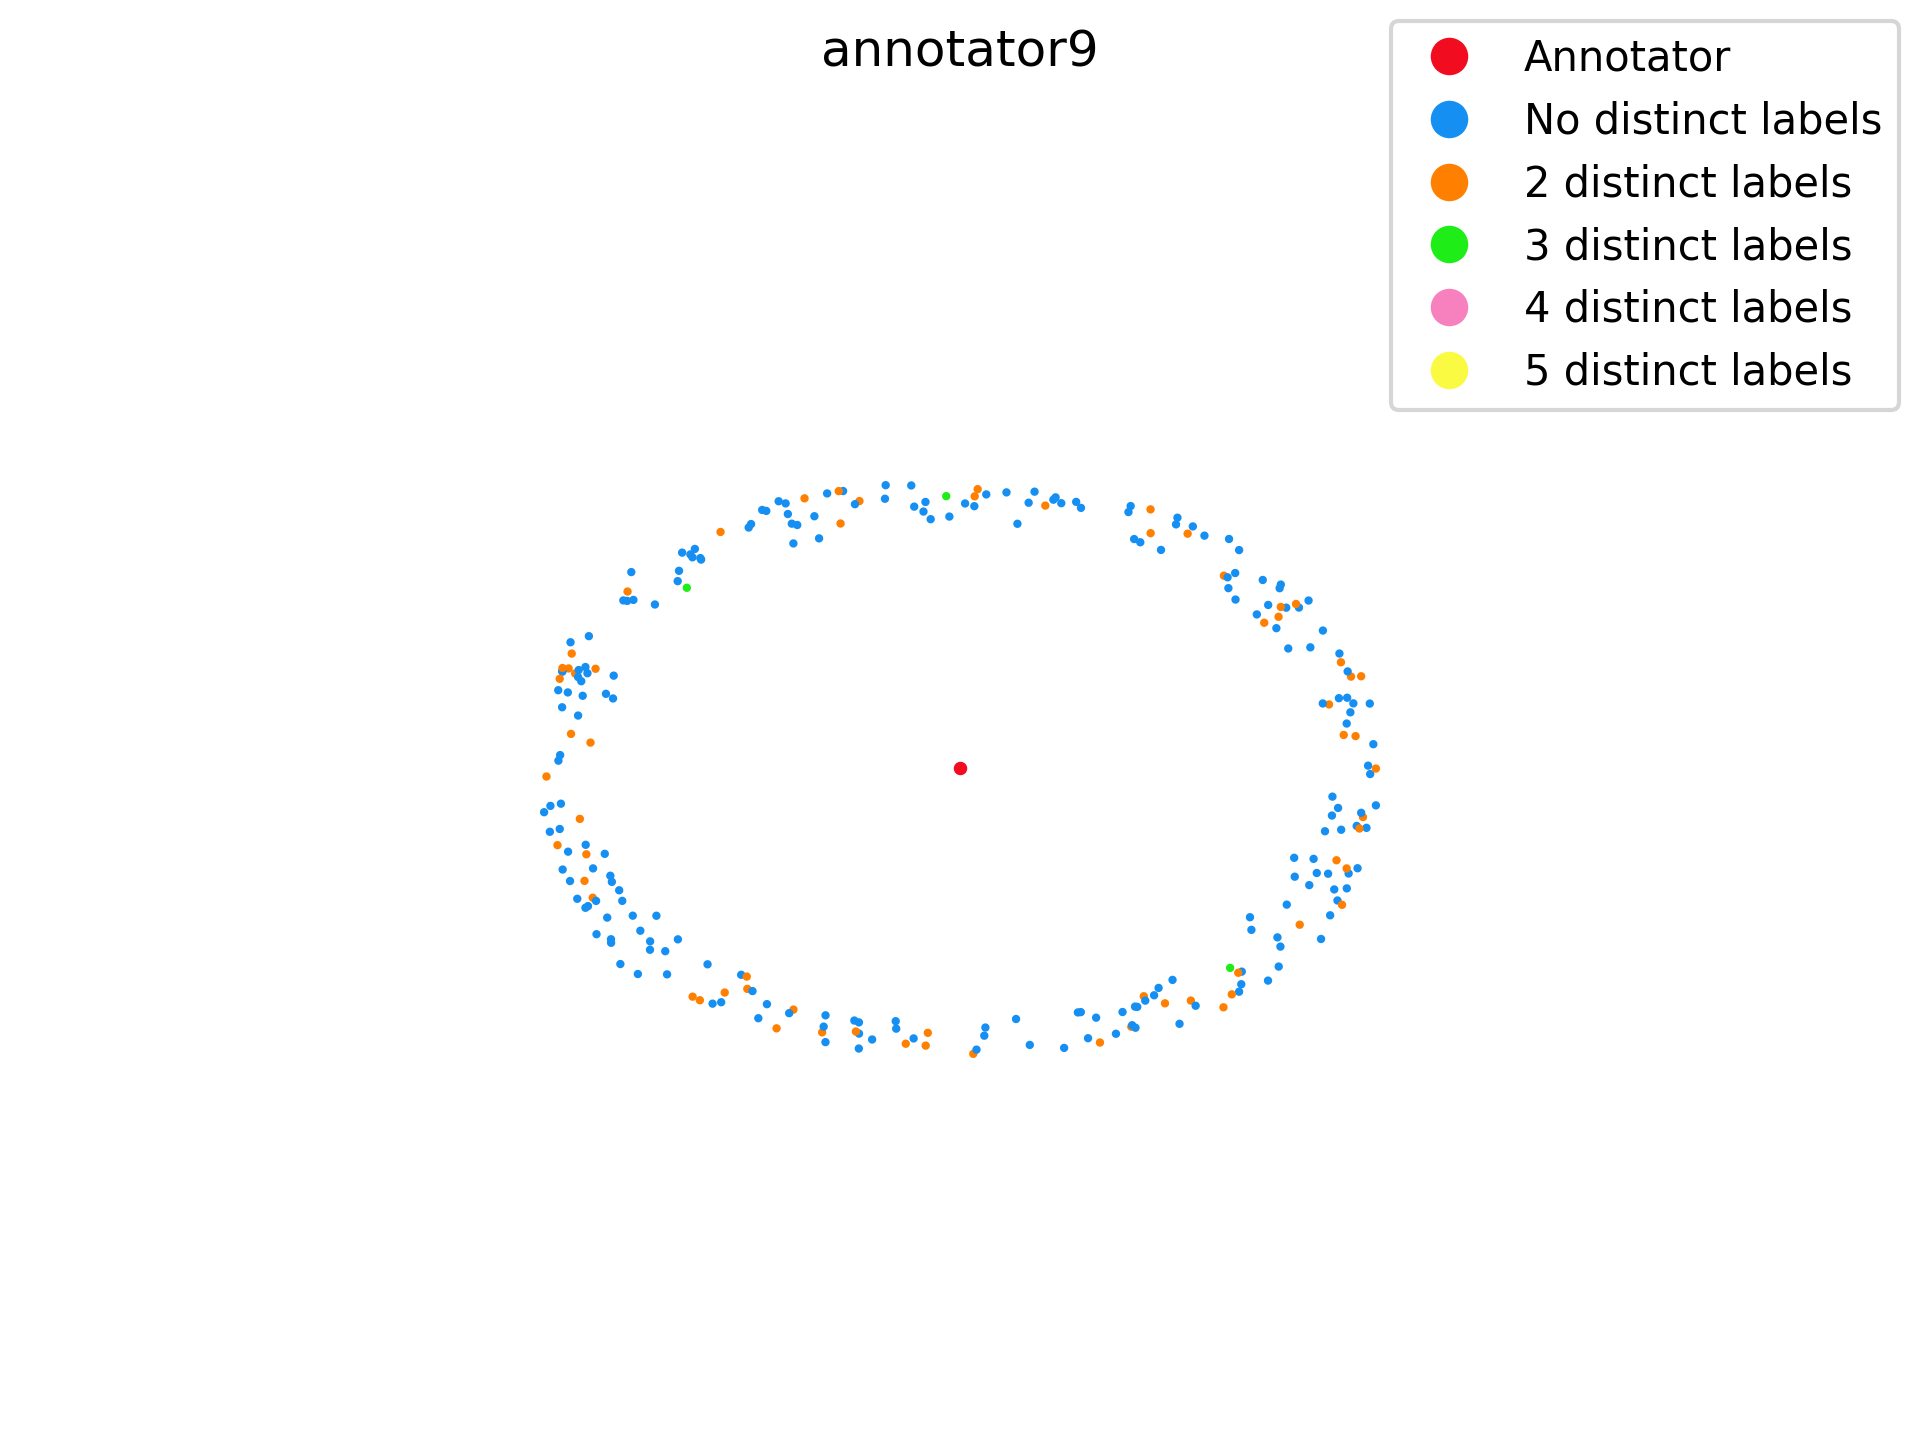 annotator9
Annotator
No distinct labels
2 distinct labels
3 distinct labels
4 distinct labels
5 distinct labels